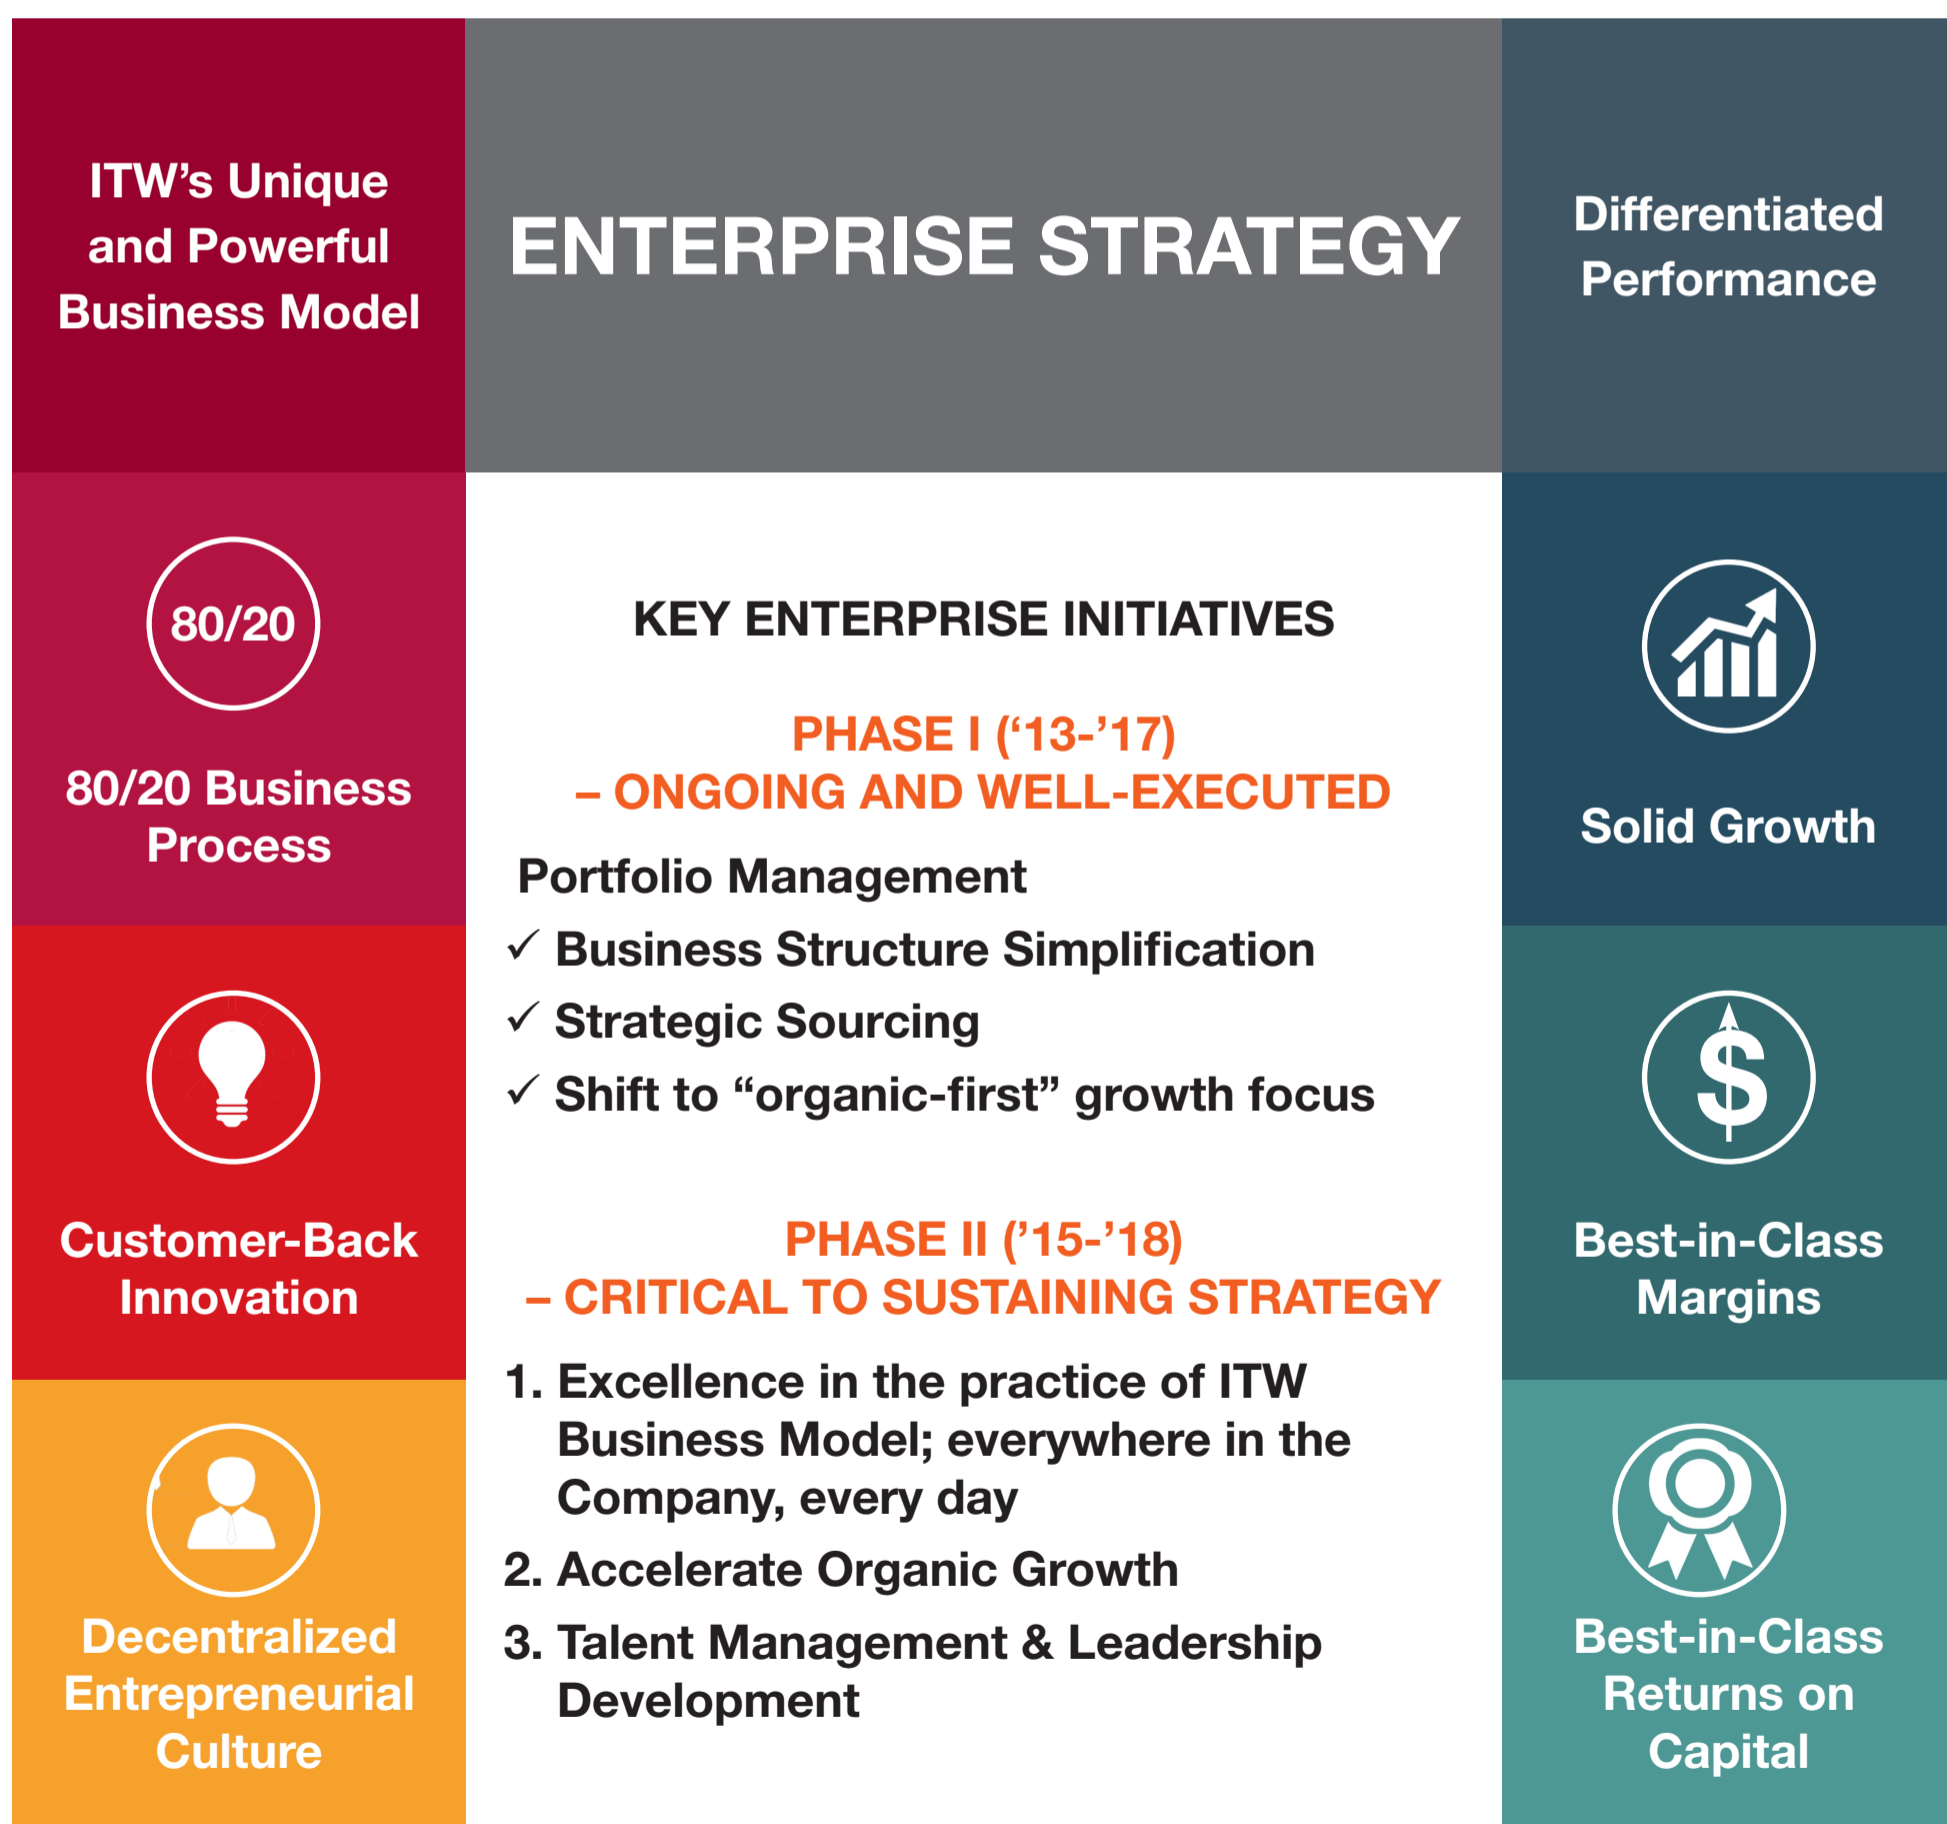 ITW’s Unique
and Powerful
Business Model
ENTERPRISE STRATEGY
Differentiated
Performance
80/20
80/20 Business
Process
Customer-Back
Innovation
Decentralized
Entrepreneurial
Culture
KEY ENTERPRISE INITIATIVES
PHASE I (‘13-’17)
– ONGOING AND WELL-EXECUTED
Portfolio Management
✓ Business Structure Simplification
✓ Strategic Sourcing
✓ Shift to “organic-first” growth focus
PHASE II (’15-’18)
– CRITICAL TO SUSTAINING STRATEGY
1. Excellence in the practice of ITW
Business Model; everywhere in the
Company, every day
2. Accelerate Organic Growth
3. Talent Management & Leadership
Development
Solid Growth
$
Best-in-Class
Margins
Best-in-Class
Returns on
Capital